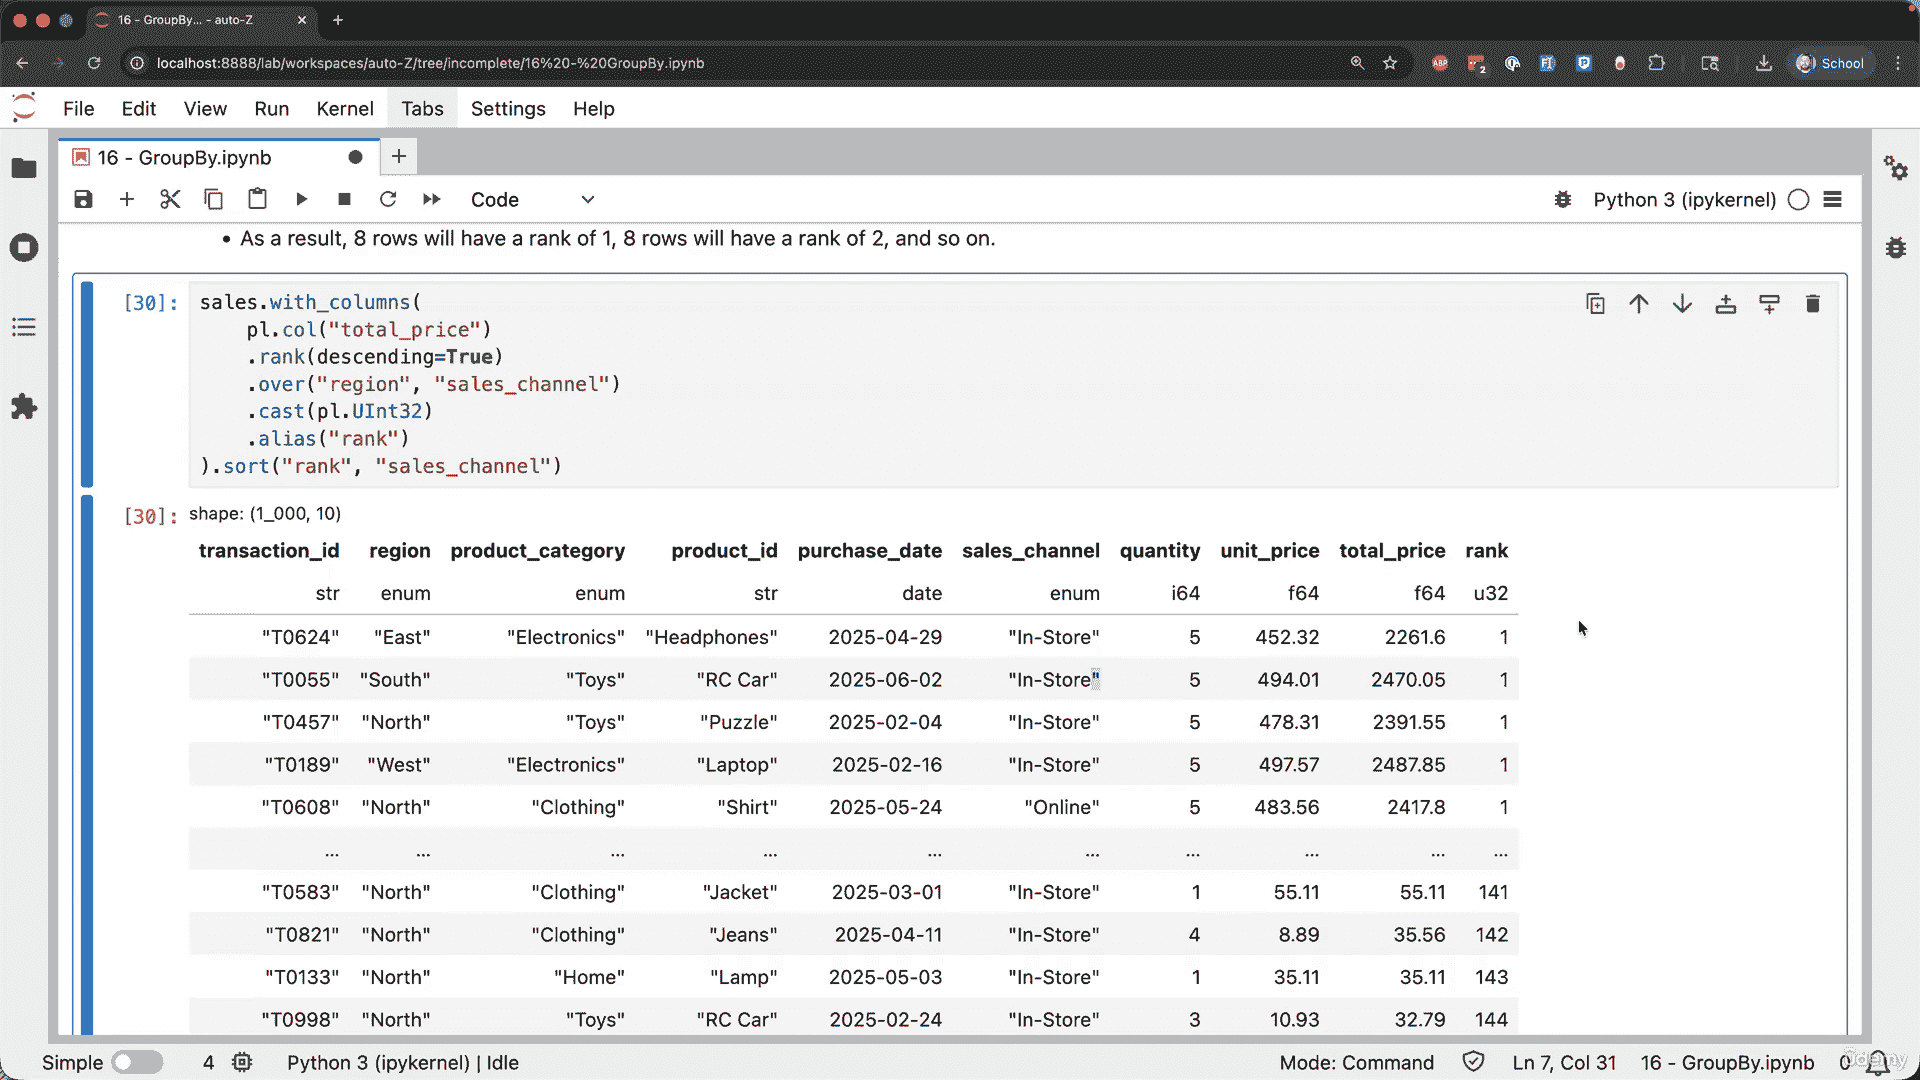 16 - GroupBy... - auto-Z
localhost:8888/lab/workspaces/auto-Z/tree/incomplete/16%20-%20GroupBy.ipynb
ABP
2
School
File Edit View Run Kernel Tabs Settings Help
16 - GroupBy.ipynb
Code
Python 3 (ipykernel)
• As a result, 8 rows will have a rank of 1, 8 rows will have a rank of 2, and so on.
[30]: sales.with_columns(
pl.col("total_price")
.rank(descending=True)
.over("region", "sales_channel")
.cast(pl.UInt32)
.alias("rank")
).sort("rank", "sales_channel")
[30]: shape: (1_000, 10)
transaction_id region product_category product_id purchase_date sales_channel quantity unit_price total_price rank
str enum enum str date enum i64 f64 f64 u32
"T0624" "East" "Electronics" "Headphones" 2025-04-29 "In-Store" 5 452.32 2261.6 1
"T0055" "South" "Toys" "RC Car" 2025-06-02 "In-Store" 5 494.01 2470.05 1
"T0457" "North" "Toys" "Puzzle" 2025-02-04 "In-Store" 5 478.31 2391.55 1
"T0189" "West" "Electronics" "Laptop" 2025-02-16 "In-Store" 5 497.57 2487.85 1
"T0608" "North" "Clothing" "Shirt" 2025-05-24 "Online" 5 483.56 2417.8 1
... ... ... ... ... ... ... ... ... ...
"T0583" "North" "Clothing" "Jacket" 2025-03-01 "In-Store" 1 55.11 55.11 141
"T0821" "North" "Clothing" "Jeans" 2025-04-11 "In-Store" 4 8.89 35.56 142
"T0133" "North" "Home" "Lamp" 2025-05-03 "In-Store" 1 35.11 35.11 143
"T0998" "North" "Toys" "RC Car" 2025-02-24 "In-Store" 3 10.93 32.79 144
Simple 4 Python 3 (ipykernel) | Idle Mode: Command Ln 7, Col 31 16 - GroupBy.ipynb 0
udemy